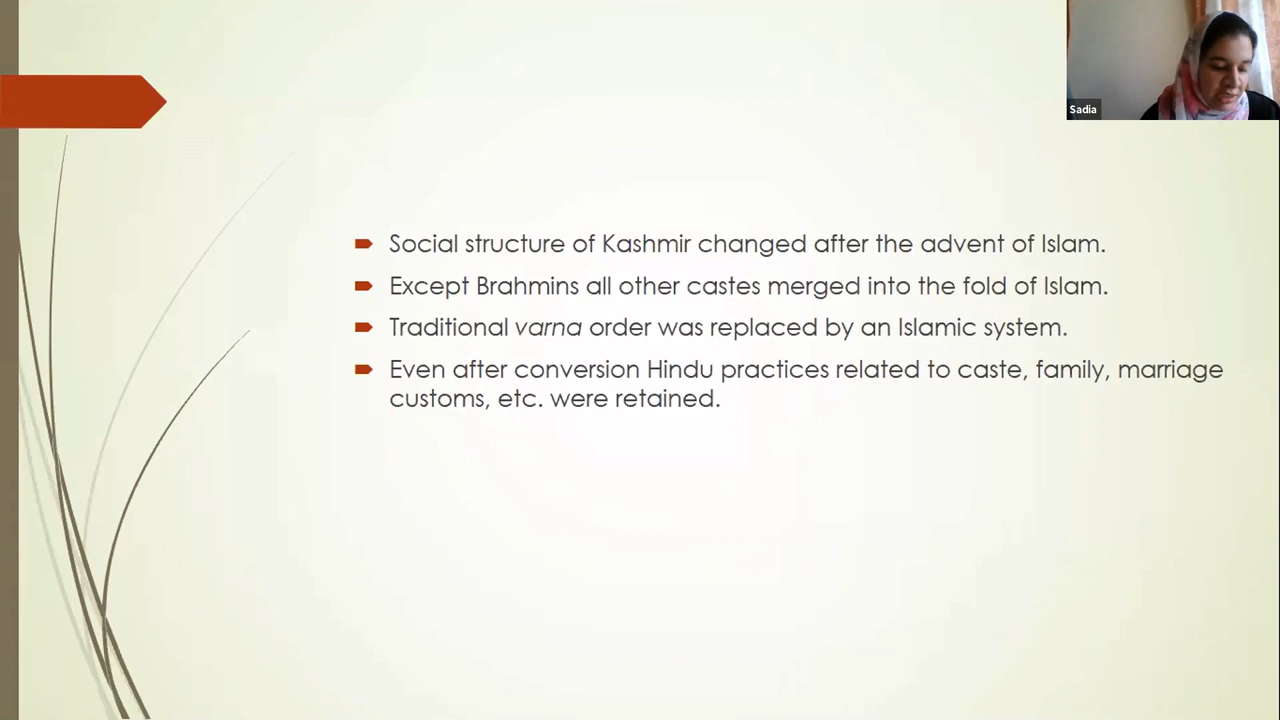 Sadia
Social structure of Kashmir changed after the advent of Islam.
Except Brahmins all other castes merged into the fold of Islam.
Traditional varna order was replaced by an Islamic system.
Even after conversion Hindu practices related to caste, family, marriage
customs, etc. were retained.